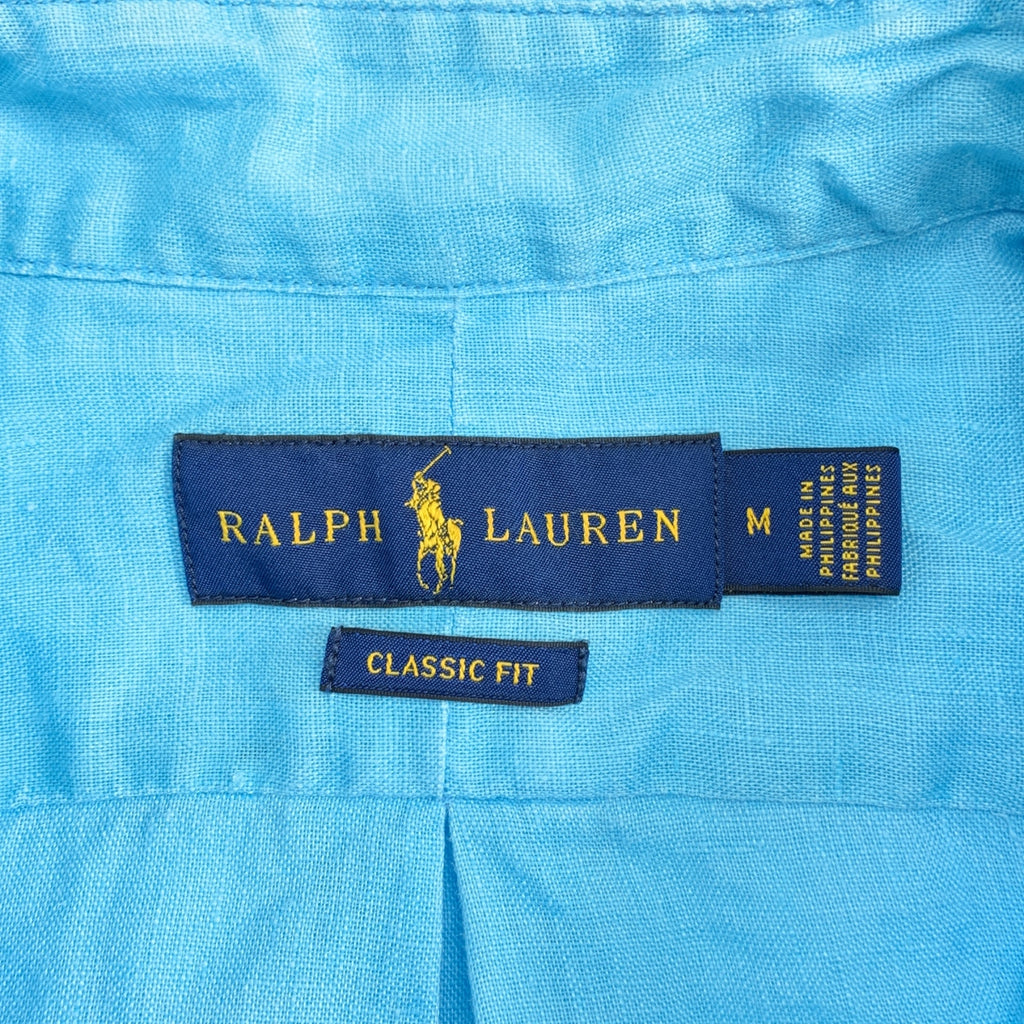 RALPH LAUREN
M
MADE IN
PHILIPPINES
FABRIQUÉ AUX
PHILIPPINES
CLASSIC FIT